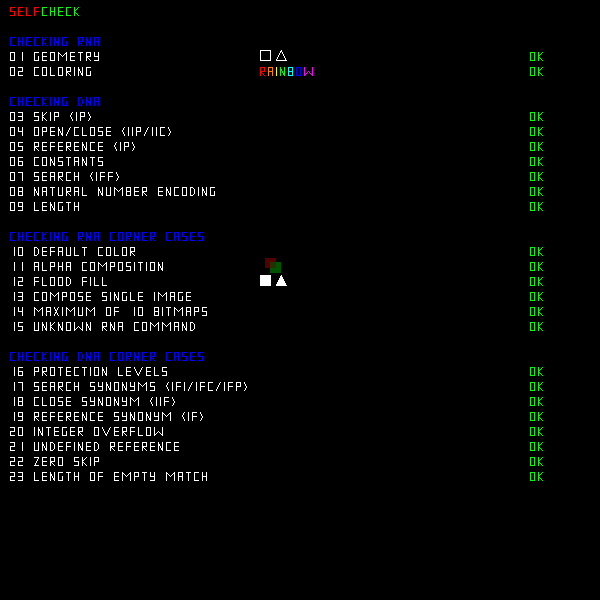 SELFCHECK
CHECKING RNA
01 GEOMETRY OK
02 COLORING RAINBOW OK
CHECKING DNA
03 SKIP (IP) OK
04 OPEN/CLOSE (IIP/IIC) OK
05 REFERENCE (IP) OK
06 CONSTANTS OK
07 SEARCH (IFF) OK
08 NATURAL NUMBER ENCODING OK
09 LENGTH OK
CHECKING RNA CORNER CASES
10 DEFAULT COLOR OK
11 ALPHA COMPOSITION OK
12 FLOOD FILL OK
13 COMPOSE SINGLE IMAGE OK
14 MAXIMUM OF 10 BITMAPS OK
15 UNKNOWN RNA COMMAND OK
CHECKING DNA CORNER CASES
16 PROTECTION LEVELS OK
17 SEARCH SYNONYMS (IFI/IFC/IFP) OK
18 CLOSE SYNONYM (IIF) OK
19 REFERENCE SYNONYM (IF) OK
20 INTEGER OVERFLOW OK
21 UNDEFINED REFERENCE OK
22 ZERO SKIP OK
23 LENGTH OF EMPTY MATCH OK